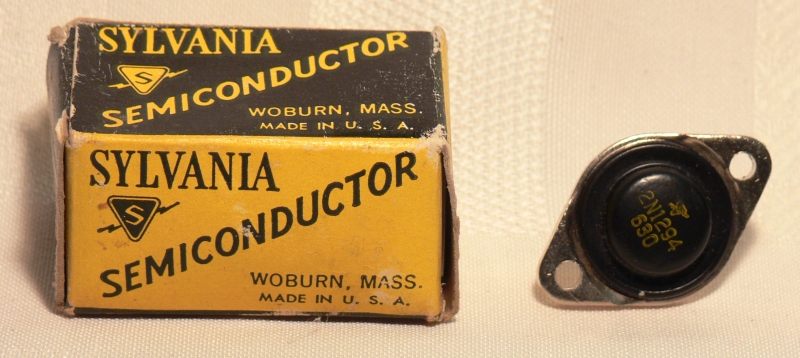 SYLVANIA
S
SEMICONDUCTOR
WOBURN, MASS.
MADE IN U. S. A.
SYLVANIA
S
SEMICONDUCTOR
WOBURN, MASS.
MADE IN U. S. A.
2N1294
630